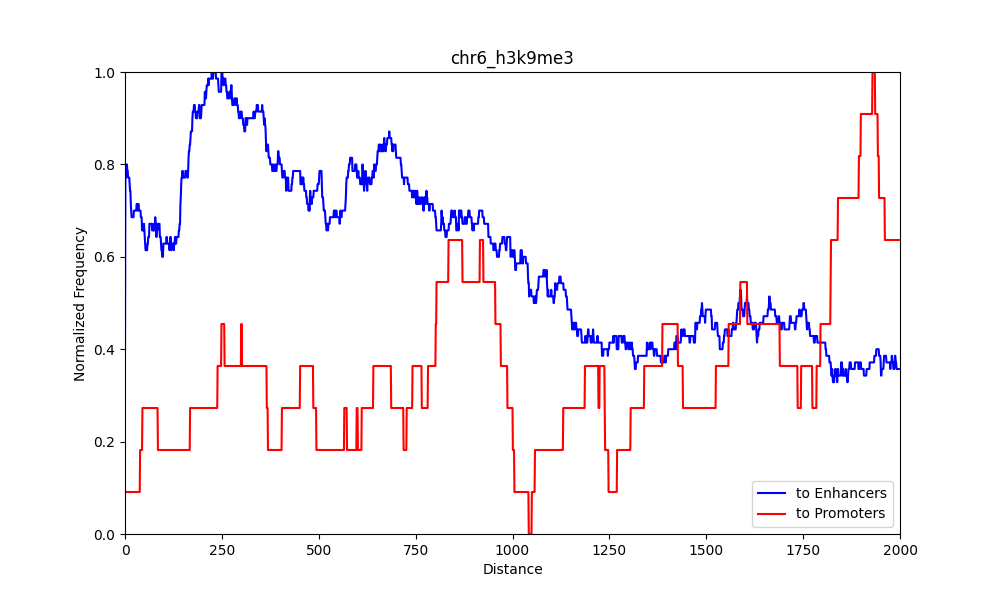 chr6_h3k9me3
Normalized Frequency
1.0
0.8
0.6
0.4
0.2
0.0
0 250 500 750 1000 1250 1500 1750 2000
Distance
to Enhancers
to Promoters